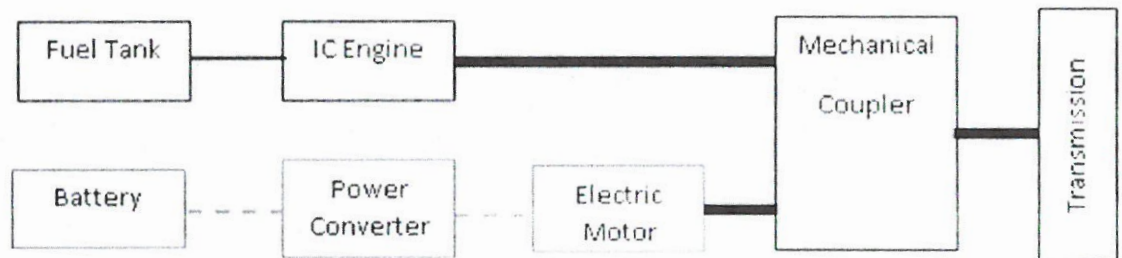 Fuel Tank
IC Engine
Mechanical
Coupler
Transmission
Battery
Power
Converter
Electric
Motor